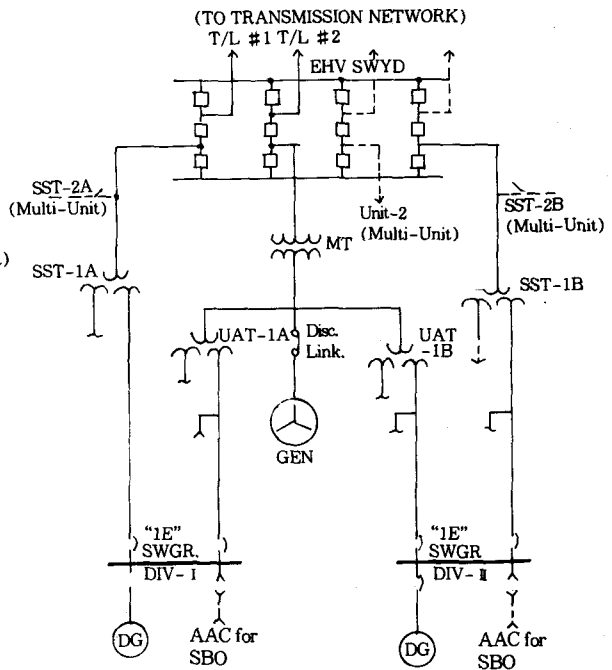 (TO TRANSMISSION NETWORK)
T/L #1 T/L #2
EHV SWYD
SST-2A
(Multi-Unit)
Unit-2
(Multi-Unit)
SST-2B
(Multi-Unit)
)
MT
SST-1A
SST-1B
UAT-1A
Disc.
Link.
UAT
-1B
GEN
"1E"
SWGR.
DIV-Ⅰ
"1E"
SWGR
DIV-Ⅱ
DG
AAC for
SBO
DG
AAC for
SBO